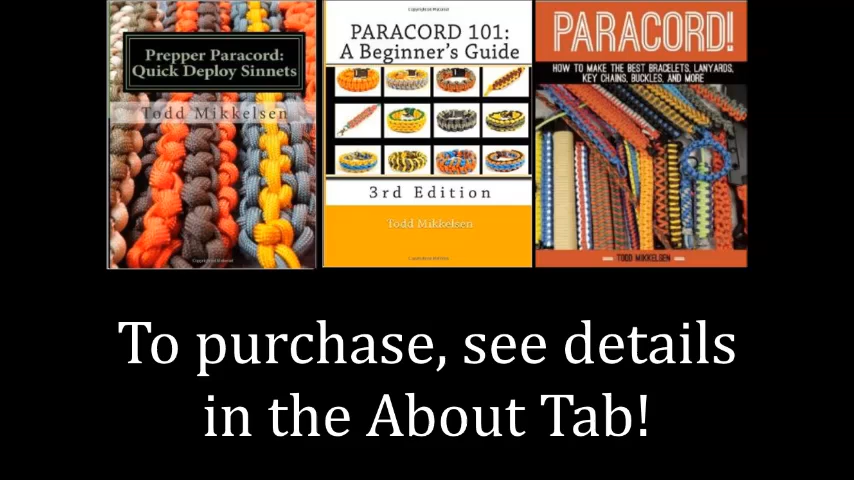 Prepper Paracord:
Quick Deploy Sinnets
Todd Mikkelsen
PARACORD 101:
A Beginner's Guide
3rd Edition
Todd Mikkelsen
PARACORD!
HOW TO MAKE THE BEST BRACELETS, LANYARDS,
KEY CHAINS, BUCKLES, AND MORE
TODD MIKKELSEN
To purchase, see details
in the About Tab!